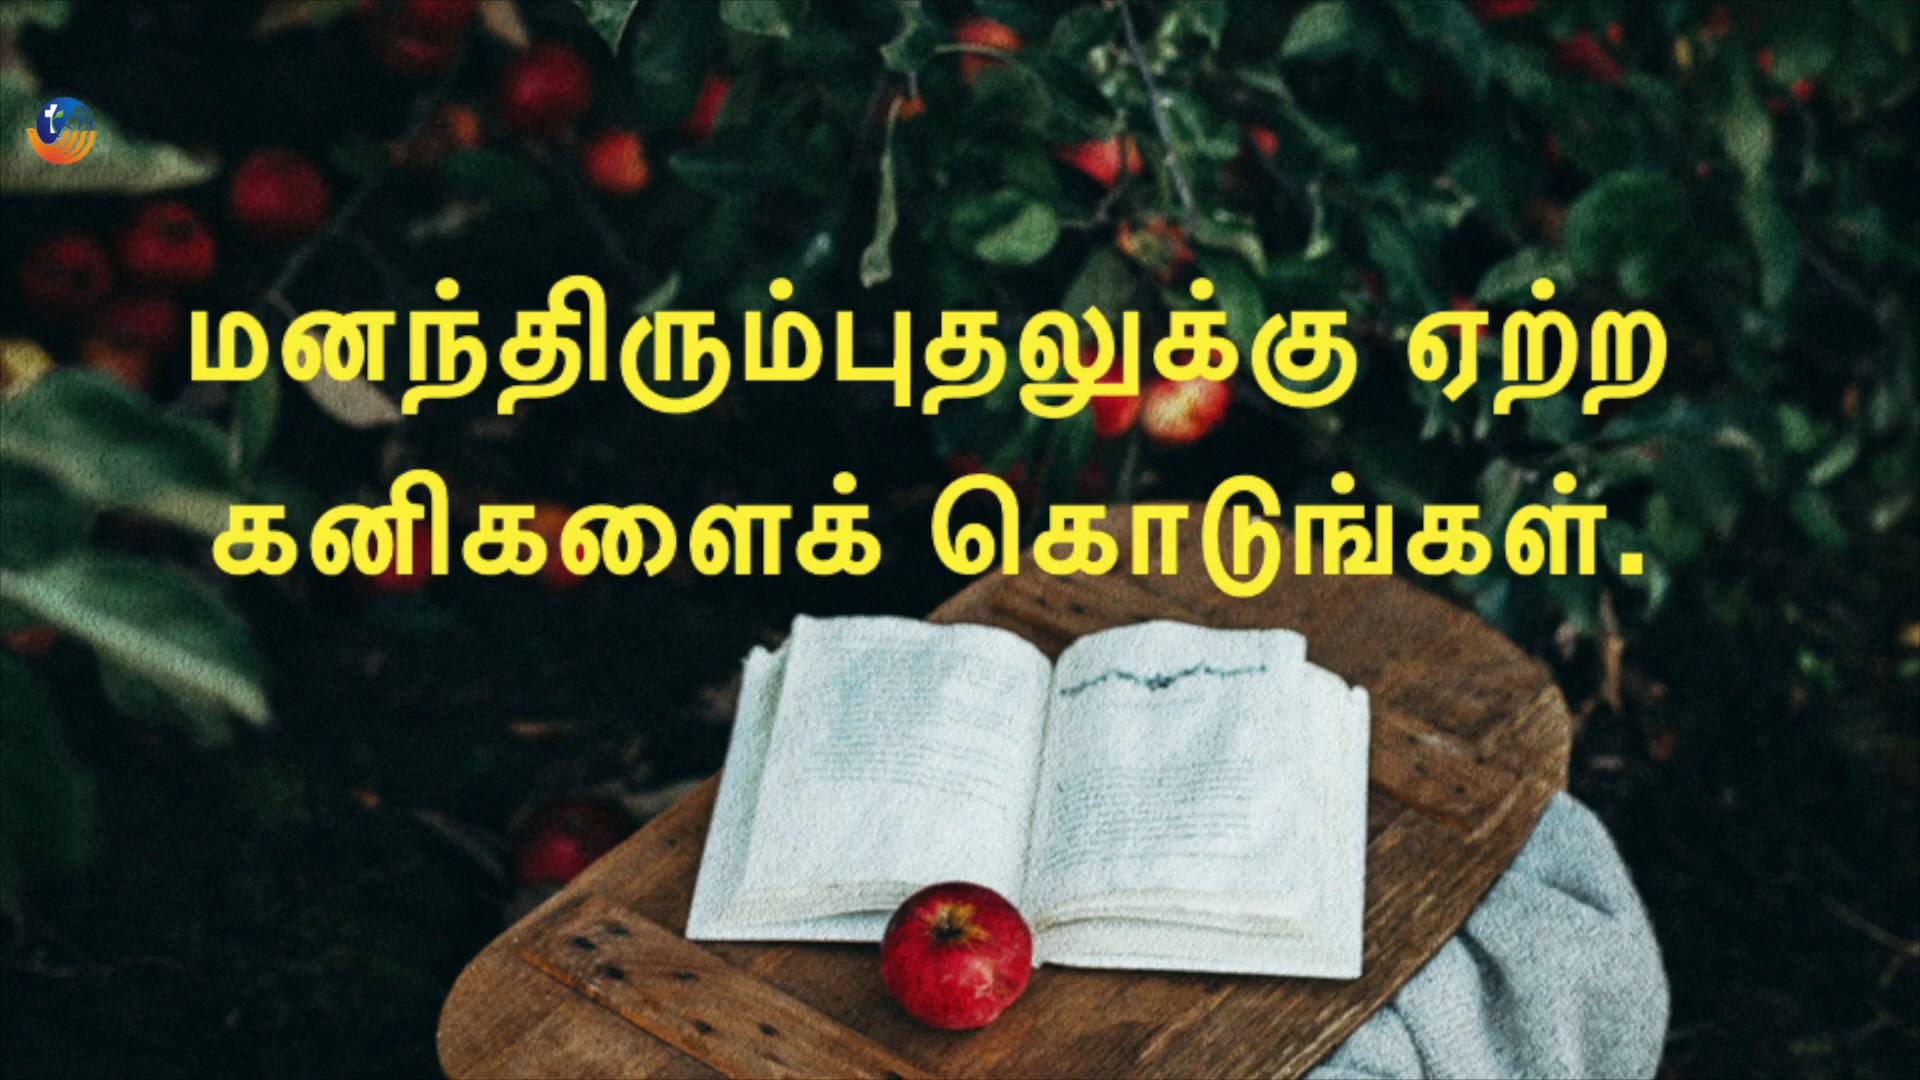 மனந்திரும்புதலுக்கு ஏற்ற
கனிகளைக் கொடுங்கள்.